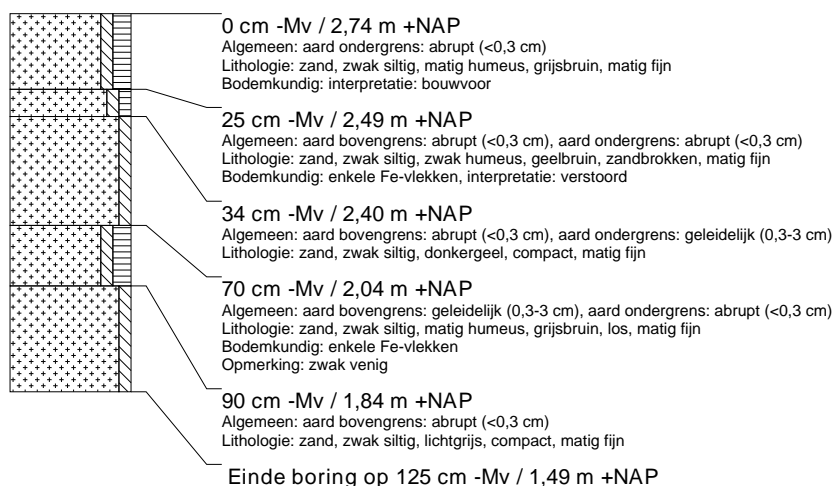 0 cm -Mv / 2,74 m +NAP
Algemeen: aard ondergrens: abrupt (<0,3 cm)
Lithologie: zand, zwak siltig, matig humeus, grijsbruin, matig fijn
Bodemkundig: interpretatie: bouwvoor
25 cm -Mv / 2,49 m +NAP
Algemeen: aard bovengrens: abrupt (<0,3 cm), aard ondergrens: abrupt (<0,3 cm)
Lithologie: zand, zwak siltig, zwak humeus, geelbruin, zandbrokken, matig fijn
Bodemkundig: enkele Fe-vlekken, interpretatie: verstoord
34 cm -Mv / 2,40 m +NAP
Algemeen: aard bovengrens: abrupt (<0,3 cm), aard ondergrens: geleidelijk (0,3-3 cm)
Lithologie: zand, zwak siltig, donkergeel, compact, matig fijn
70 cm -Mv / 2,04 m +NAP
Algemeen: aard bovengrens: geleidelijk (0,3-3 cm), aard ondergrens: abrupt (<0,3 cm)
Lithologie: zand, zwak siltig, matig humeus, grijsbruin, los, matig fijn
Bodemkundig: enkele Fe-vlekken
Opmerking: zwak venig
90 cm -Mv / 1,84 m +NAP
Algemeen: aard bovengrens: abrupt (<0,3 cm)
Lithologie: zand, zwak siltig, lichtgrijs, compact, matig fijn
Einde boring op 125 cm -Mv / 1,49 m +NAP